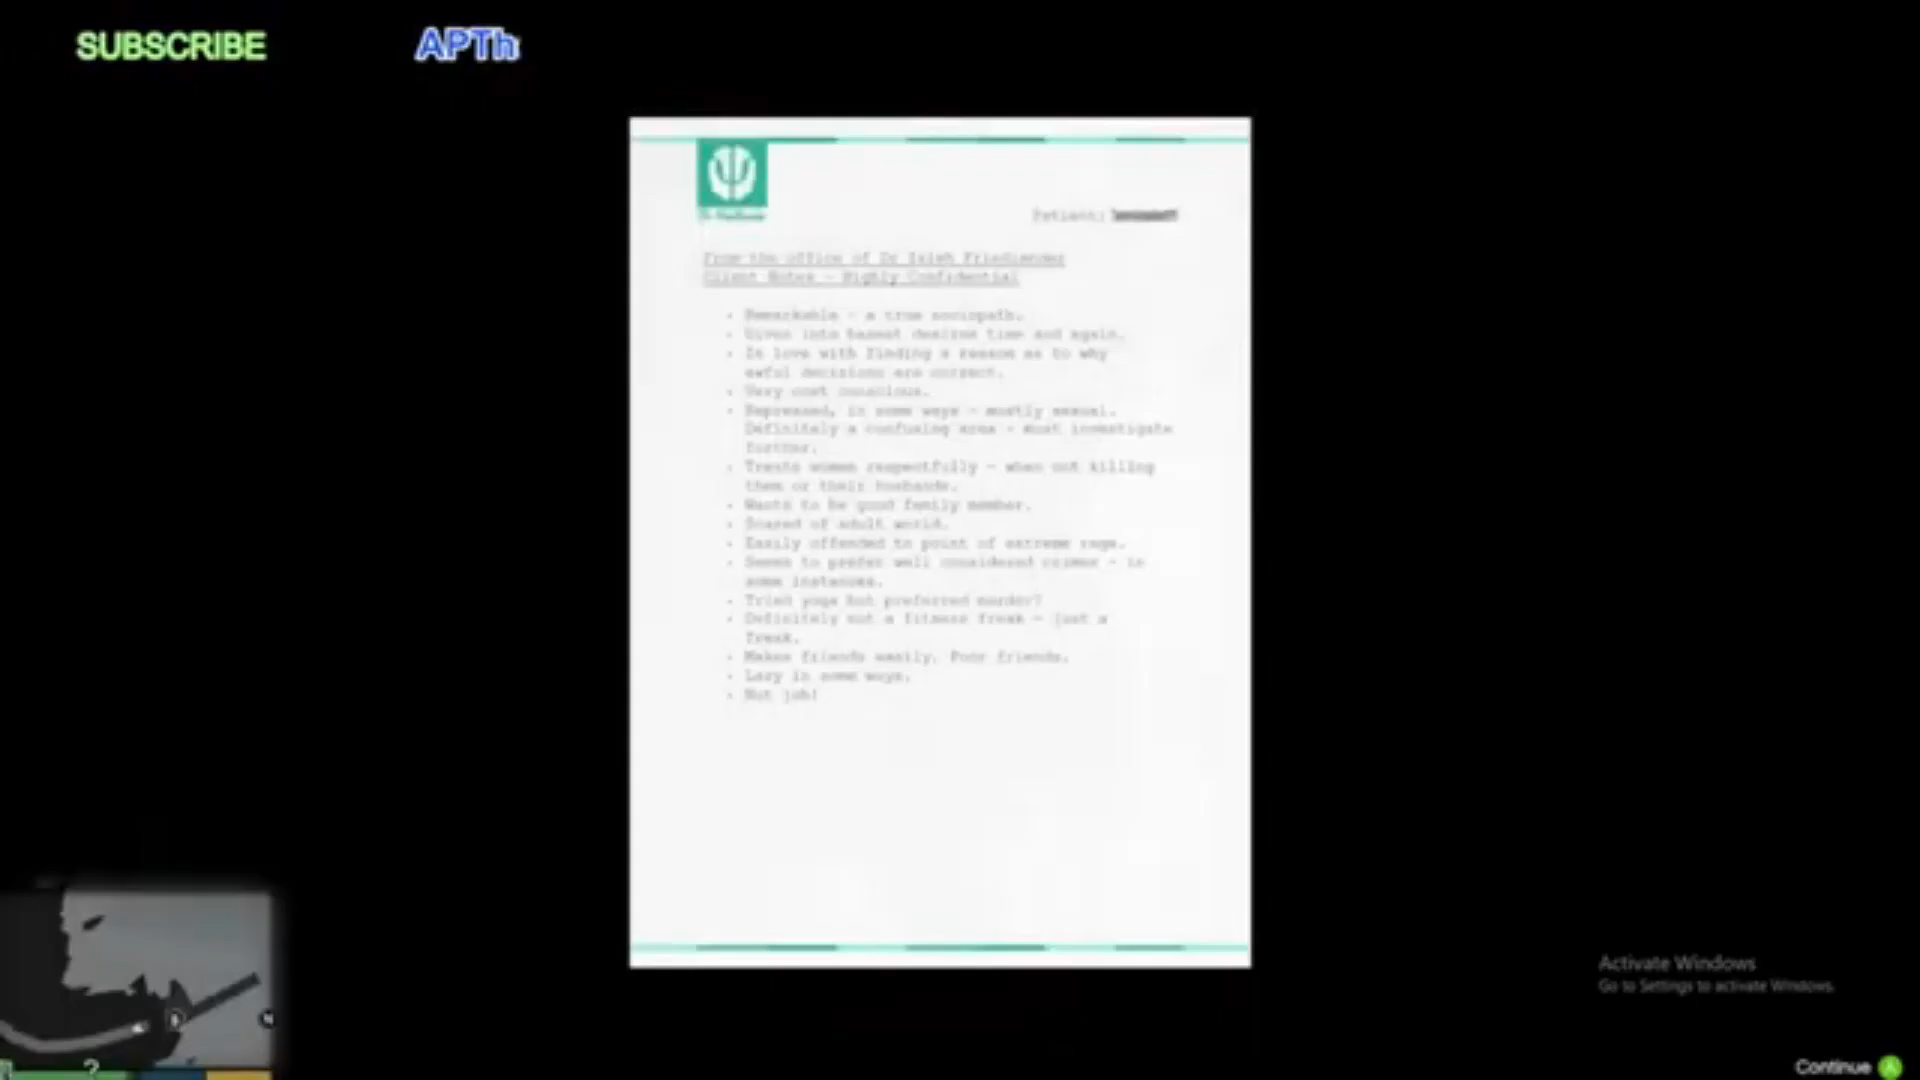 SUBSCRIBE
APTh
Patient:
From the office of Dr Isiah Friedlander
Client Notes - Highly Confidential
• Remarkable - a true sociopath.
• Gives into basest desires time and again.
• In love with finding a reason as to why
awful decisions are correct.
• Very cost conscious.
• Repressed, in some ways - mostly sexual.
Definitely a confusing area - must investigate
further.
• Treats women respectfully - when not killing
them or their husbands.
• Wants to be good family member.
• Scared of adult world.
• Easily offended to point of extreme rage.
• Seems to prefer well considered crimes - in
some instances.
• Tried yoga but preferred murder?
• Definitely not a fitness freak - just a
freak.
• Makes friends easily. Poor friends.
• Lazy in some ways.
• Nut job!
?
N
Activate Windows
Go to Settings to activate Windows.
Continue A